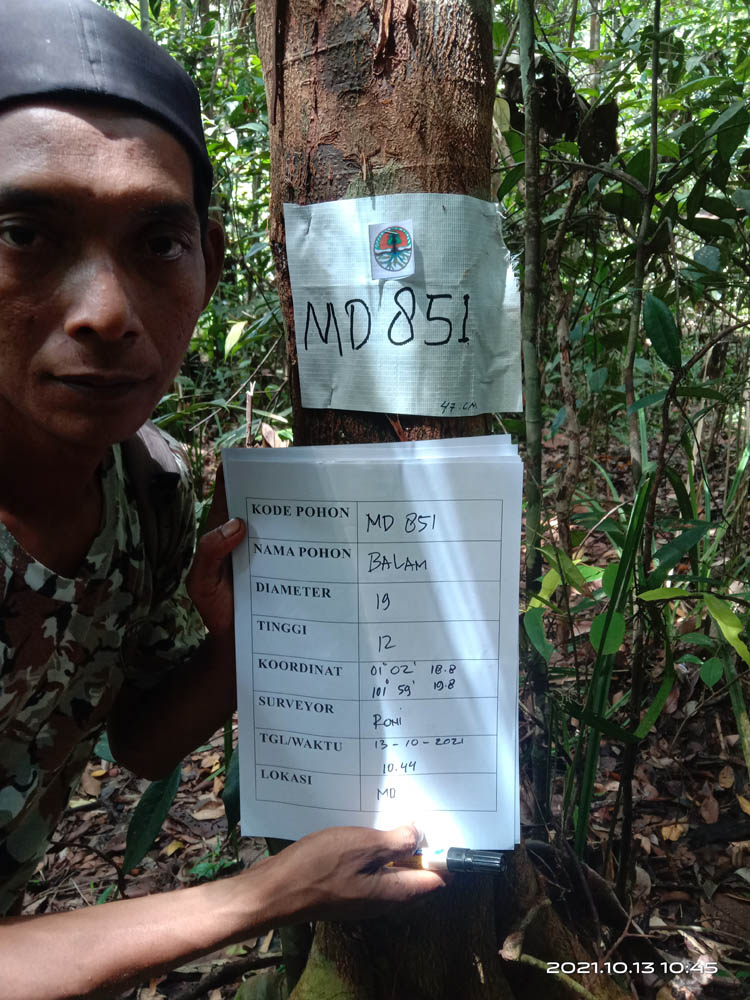 MD 851
47.CM
KODE POHON MD 851
NAMA POHON BALAM
DIAMETER 19
TINGGI 12
KOORDINAT 01° 02' 18.8
101° 59' 19.8
SURVEYOR RONI
TGL/WAKTU 13-10-2021
10.44
LOKASI MD
2021.10.13 10:45